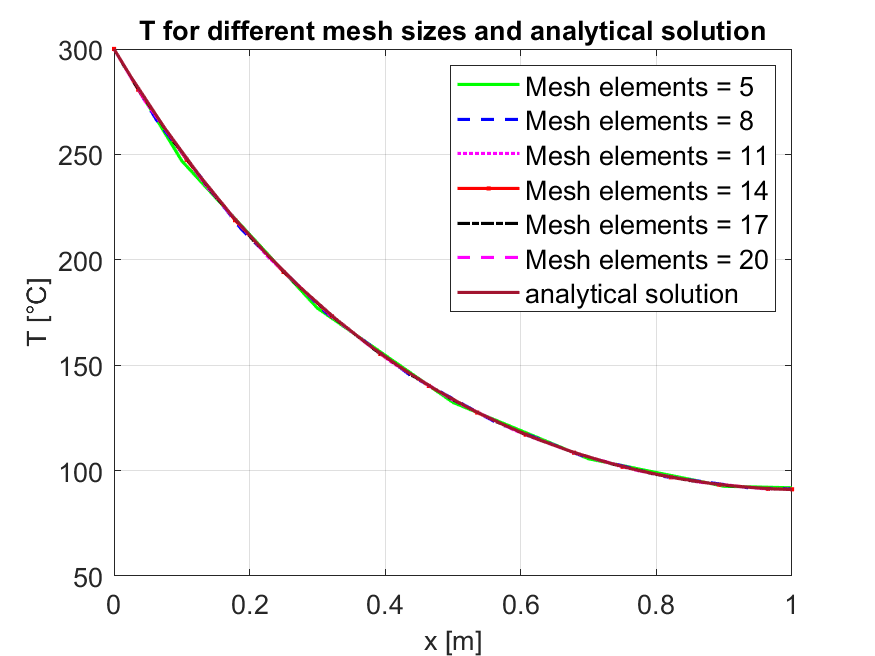 T for different mesh sizes and analytical solution
300
250
200
150
100
50
T [°C]
Mesh elements = 5
Mesh elements = 8
Mesh elements = 11
Mesh elements = 14
Mesh elements = 17
Mesh elements = 20
analytical solution
0 0.2 0.4 0.6 0.8 1
x [m]